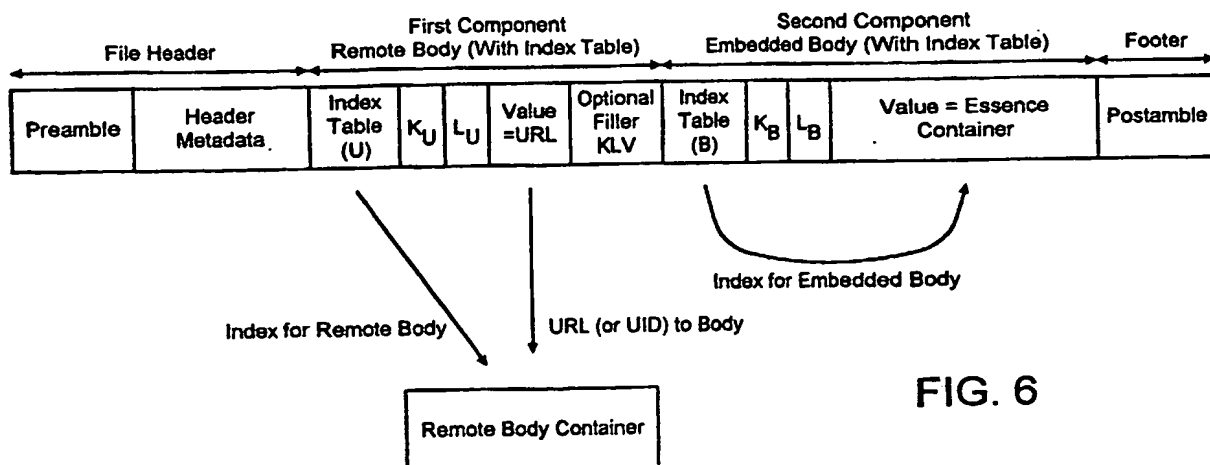 File Header
First Component
Remote Body (With Index Table)
Second Component
Embedded Body (With Index Table)
Footer
Preamble
Header
Metadata
Index
Table
(U)
KU
LU
Value
=URL
Optional
Filler
KLV
Index
Table
(B)
KB
LB
Value = Essence
Container
Postamble
Index for Embedded Body
Index for Remote Body
URL (or UID) to Body
Remote Body Container
FIG. 6